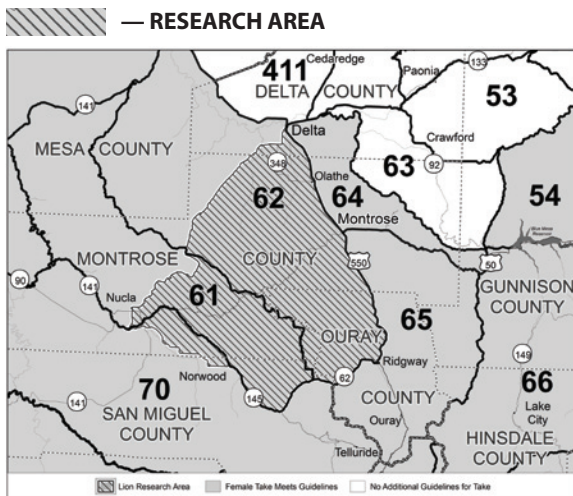 — RESEARCH AREA
411
Cedaredge
133
Paonia
DELTA COUNTY
53
141
MESA COUNTY
Delta
Crawford
348
63
92
Olathe
62
64
54
Montrose
MONTROSE COUNTY
550
50
GUNNISON COUNTY
90
141
Nucla
61
65
OURAY COUNTY
Ridgway
149
62
70
Norwood
66
141
SAN MIGUEL COUNTY
145
Ouray
Lake City
Telluride
HINSDALE COUNTY
Lion Research Area Female Take Meets Guidelines No Additional Guidelines for Take